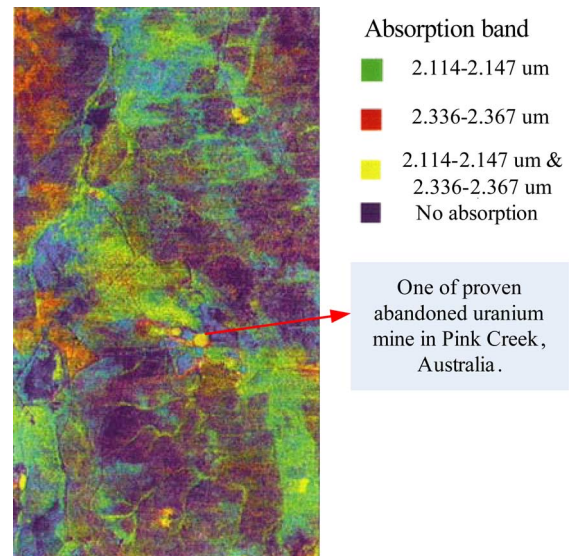 Absorption band
2.114-2.147 um
2.336-2.367 um
2.114-2.147 um &
2.336-2.367 um
No absorption
One of proven
abandoned uranium
mine in Pink Creek,
Australia.